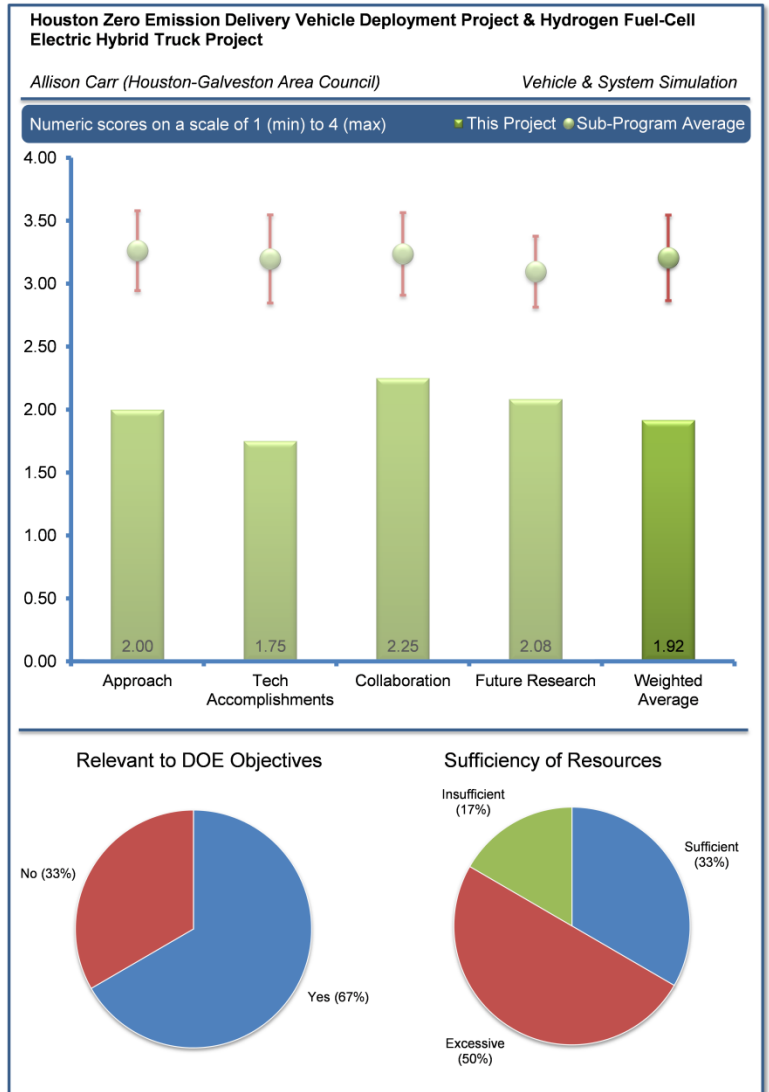 Houston Zero Emission Delivery Vehicle Deployment Project & Hydrogen Fuel-Cell
Electric Hybrid Truck Project
Allison Carr (Houston-Galveston Area Council) Vehicle & System Simulation
Numeric scores on a scale of 1 (min) to 4 (max) This Project Sub-Program Average
4.00
3.50
3.00
2.50
2.00
1.50
1.00
0.50
0.00
2.00 1.75 2.25 2.08 1.92
Approach Tech Collaboration Future Research Weighted
Accomplishments Average
Relevant to DOE Objectives
No (33%)
Yes (67%)
Sufficiency of Resources
Insufficient
(17%)
Sufficient
(33%)
Excessive
(50%)